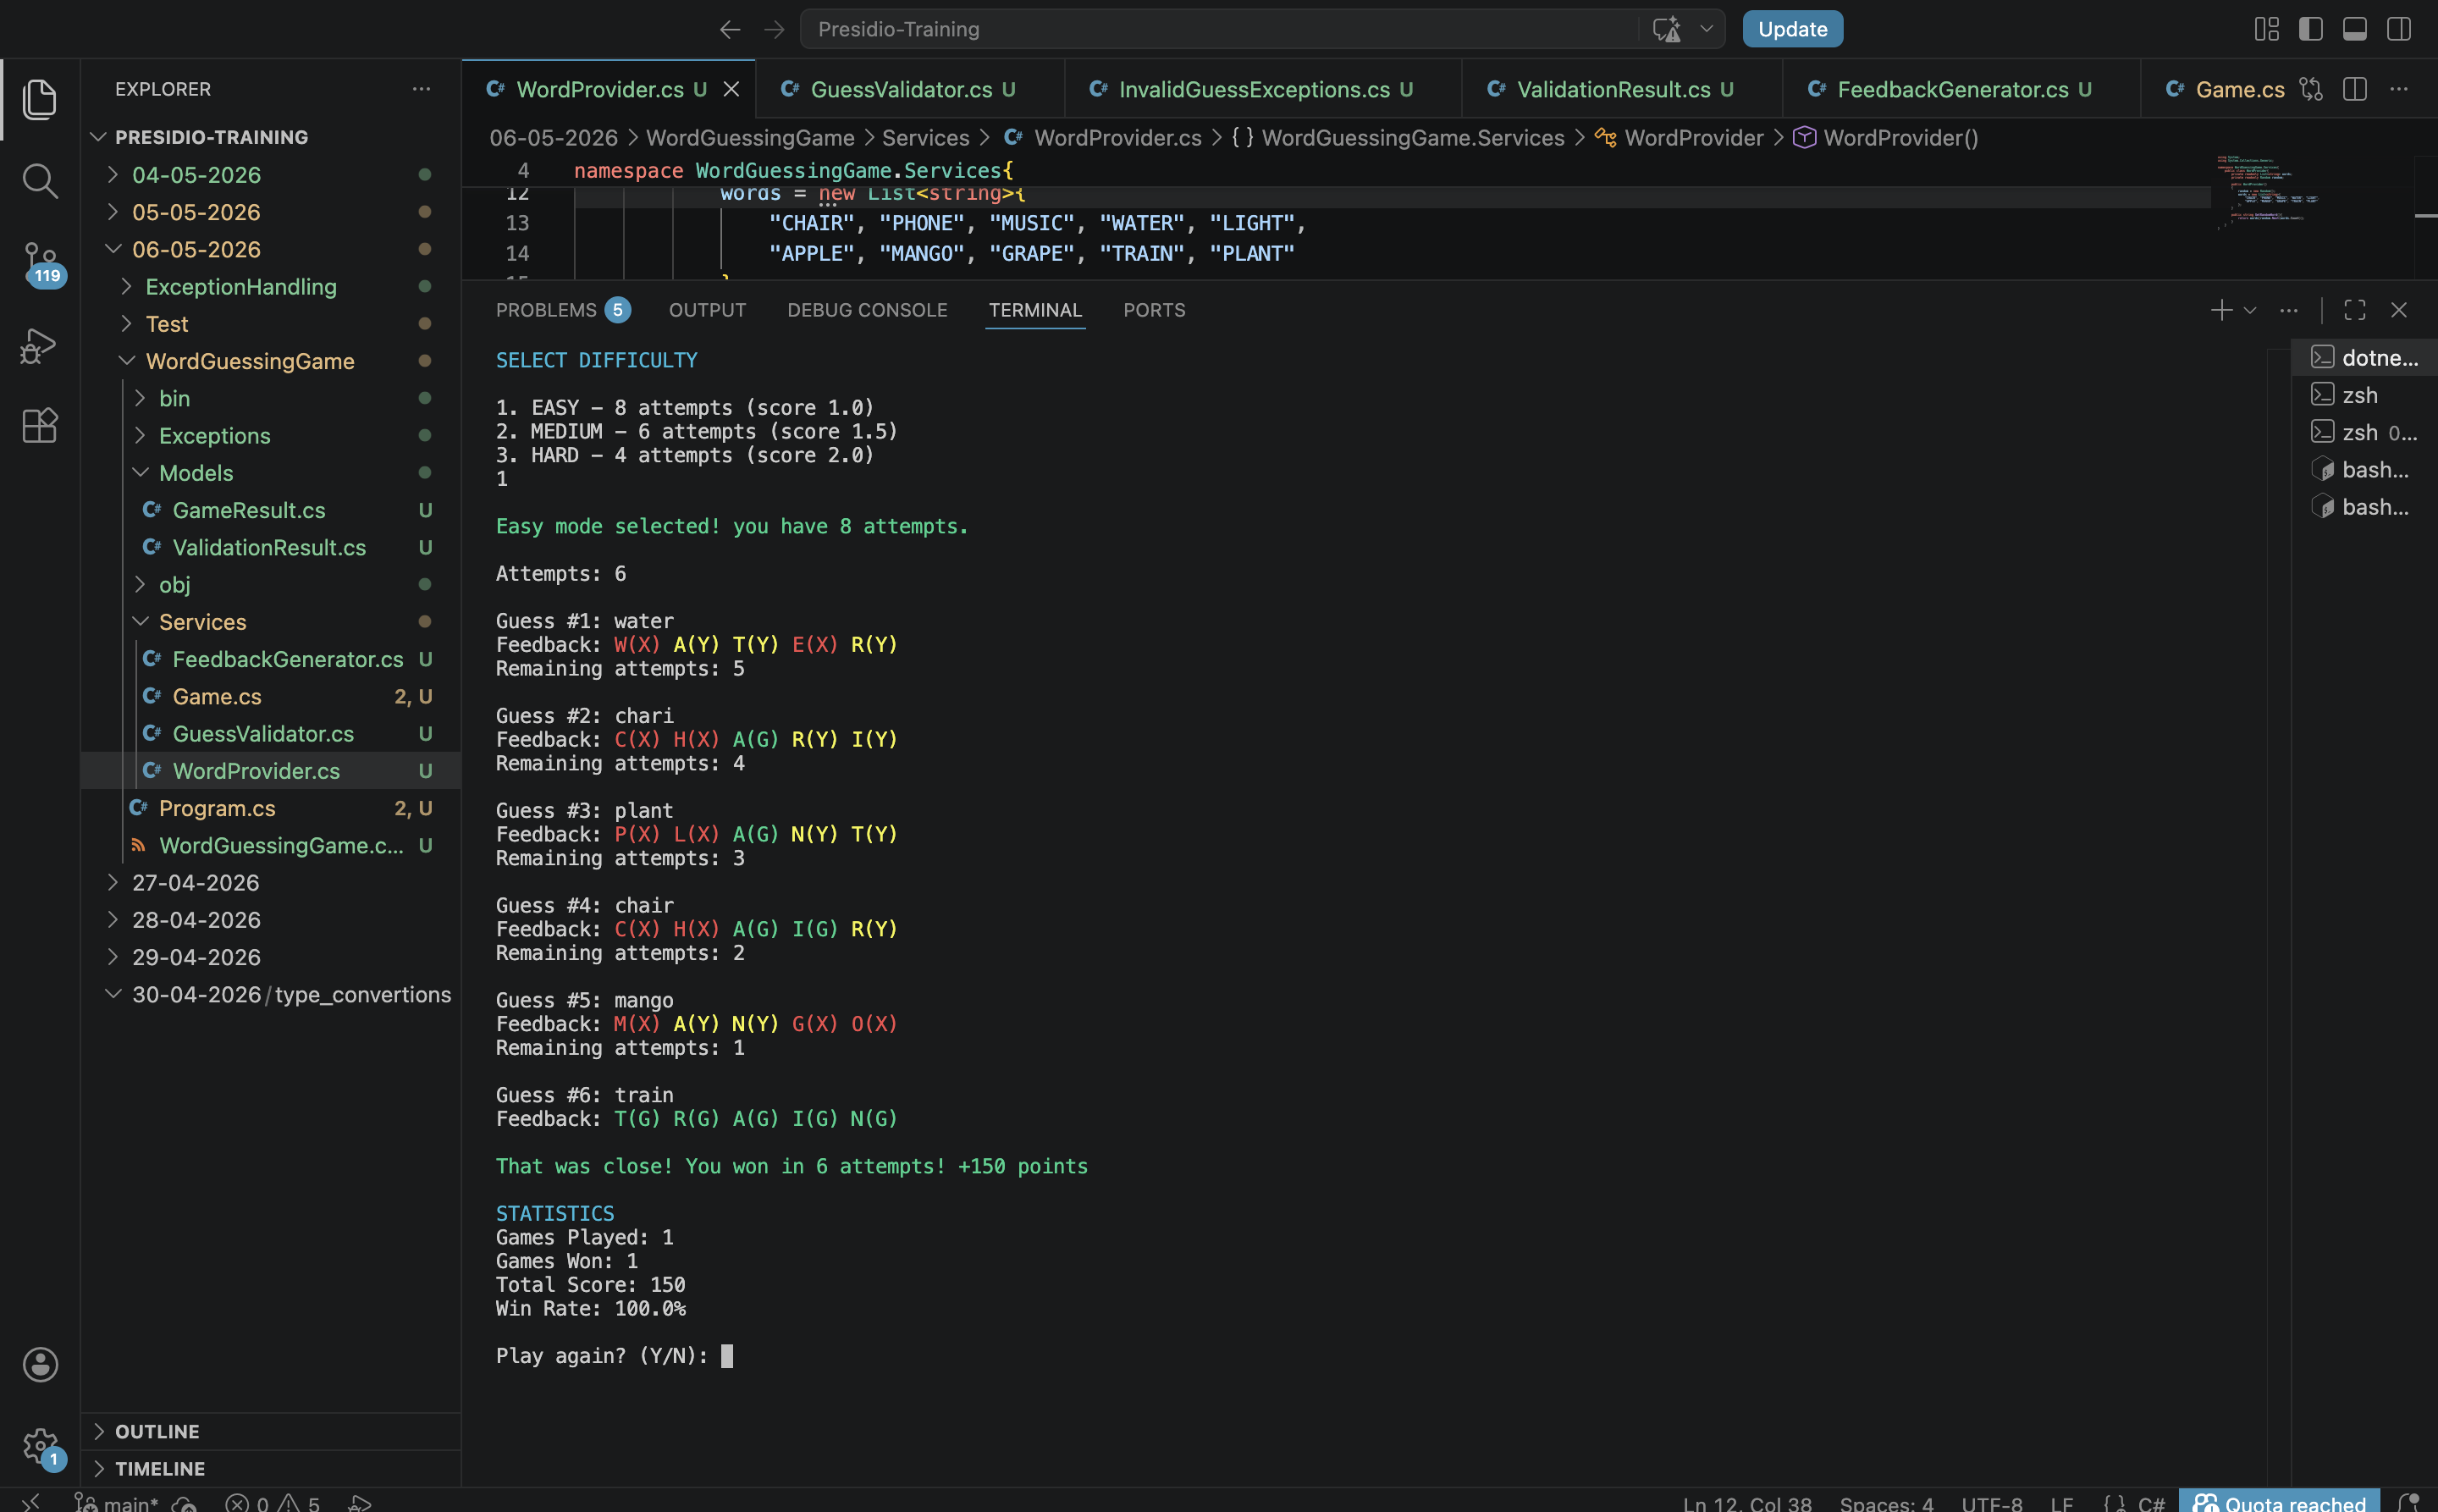 Presidio-Training
Update
EXPLORER
PRESIDIO-TRAINING
04-05-2026
05-05-2026
06-05-2026
ExceptionHandling
Test
WordGuessingGame
bin
Exceptions
Models
GameResult.cs U
ValidationResult.cs U
obj
Services
FeedbackGenerator.cs U
Game.cs 2, U
GuessValidator.cs U
WordProvider.cs U
Program.cs 2, U
WordGuessingGame.c... U
27-04-2026
28-04-2026
29-04-2026
30-04-2026/type_convertions
OUTLINE
TIMELINE
119
1
WordProvider.cs U
GuessValidator.cs U
InvalidGuessExceptions.cs U
ValidationResult.cs U
FeedbackGenerator.cs U
Game.cs
06-05-2026 > WordGuessingGame > Services > WordProvider.cs > {} WordGuessingGame.Services > WordProvider > WordProvider()
4 namespace WordGuessingGame.Services{
12 words = new List<string>{
13 "CHAIR", "PHONE", "MUSIC", "WATER", "LIGHT",
14 "APPLE", "MANGO", "GRAPE", "TRAIN", "PLANT"
PROBLEMS 5 OUTPUT DEBUG CONSOLE TERMINAL PORTS
SELECT DIFFICULTY
1. EASY – 8 attempts (score 1.0)
2. MEDIUM – 6 attempts (score 1.5)
3. HARD – 4 attempts (score 2.0)
1
Easy mode selected! you have 8 attempts.
Attempts: 6
Guess #1: water
Feedback: W(X) A(Y) T(Y) E(X) R(Y)
Remaining attempts: 5
Guess #2: chari
Feedback: C(X) H(X) A(G) R(Y) I(Y)
Remaining attempts: 4
Guess #3: plant
Feedback: P(X) L(X) A(G) N(Y) T(Y)
Remaining attempts: 3
Guess #4: chair
Feedback: C(X) H(X) A(G) I(G) R(Y)
Remaining attempts: 2
Guess #5: mango
Feedback: M(X) A(Y) N(Y) G(X) O(X)
Remaining attempts: 1
Guess #6: train
Feedback: T(G) R(G) A(G) I(G) N(G)
That was close! You won in 6 attempts! +150 points
STATISTICS
Games Played: 1
Games Won: 1
Total Score: 150
Win Rate: 100.0%
Play again? (Y/N):
dotne...
zsh
zsh 0...
bash...
bash...
main* 0 5
Ln 12, Col 38 Spaces: 4 UTF-8 LF {} C# Quota reached